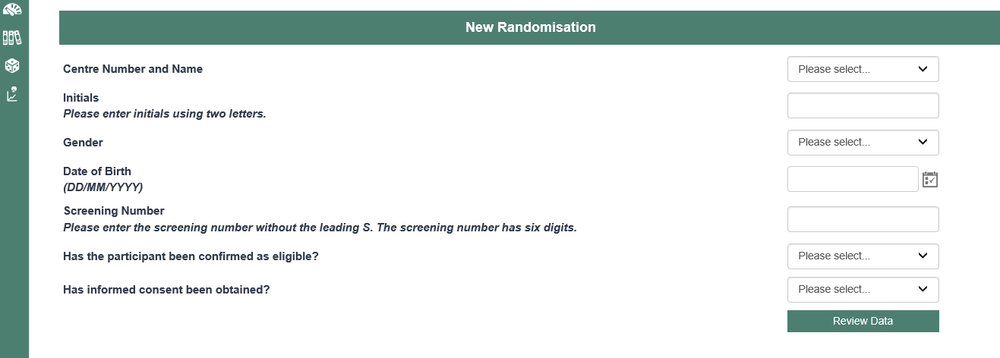 New Randomisation
Centre Number and Name
Please select...
Initials
Please enter initials using two letters.
Gender
Please select...
Date of Birth
(DD/MM/YYYY)
Screening Number
Please enter the screening number without the leading S. The screening number has six digits.
Has the participant been confirmed as eligible?
Please select...
Has informed consent been obtained?
Please select...
Review Data